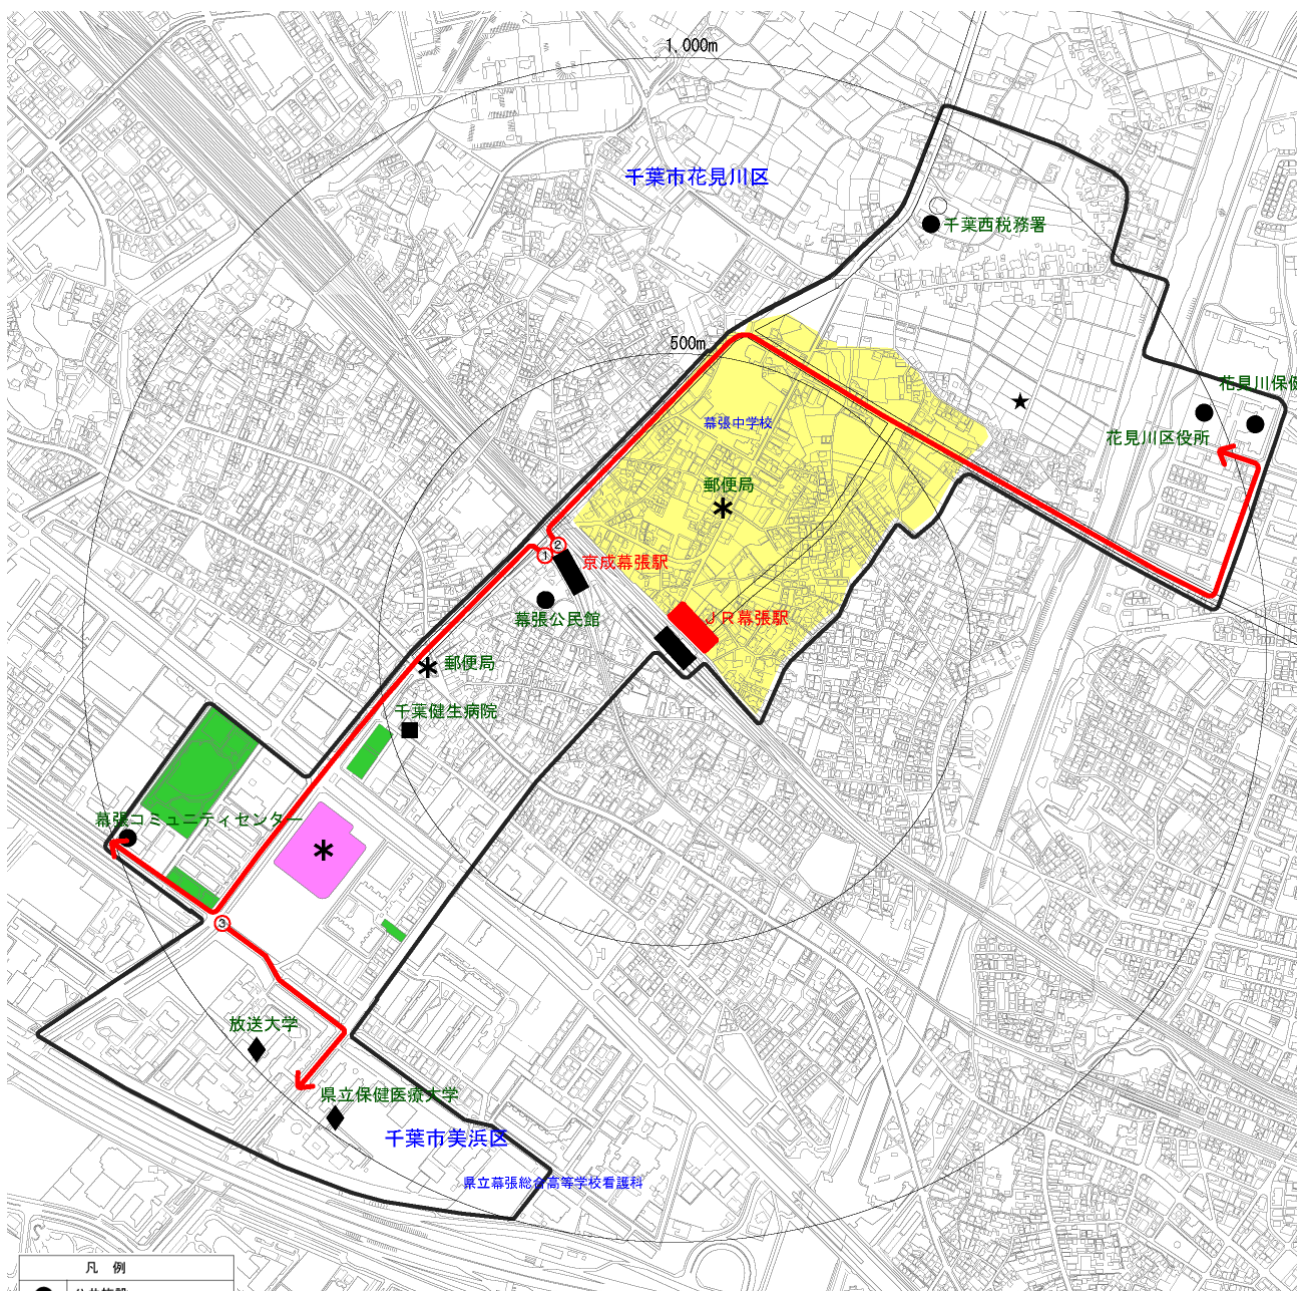 1,000m
千葉市花見川区
千葉西税務署
500m
花見川保健
幕張中学校
花見川区役所
郵便局
②
①
京成幕張駅
幕張公民館
JR幕張駅
郵便局
千葉健生病院
幕張コミュニティセンター
③
放送大学
県立保健医療大学
千葉市美浜区
県立幕張総合高等学校看護科
凡 例